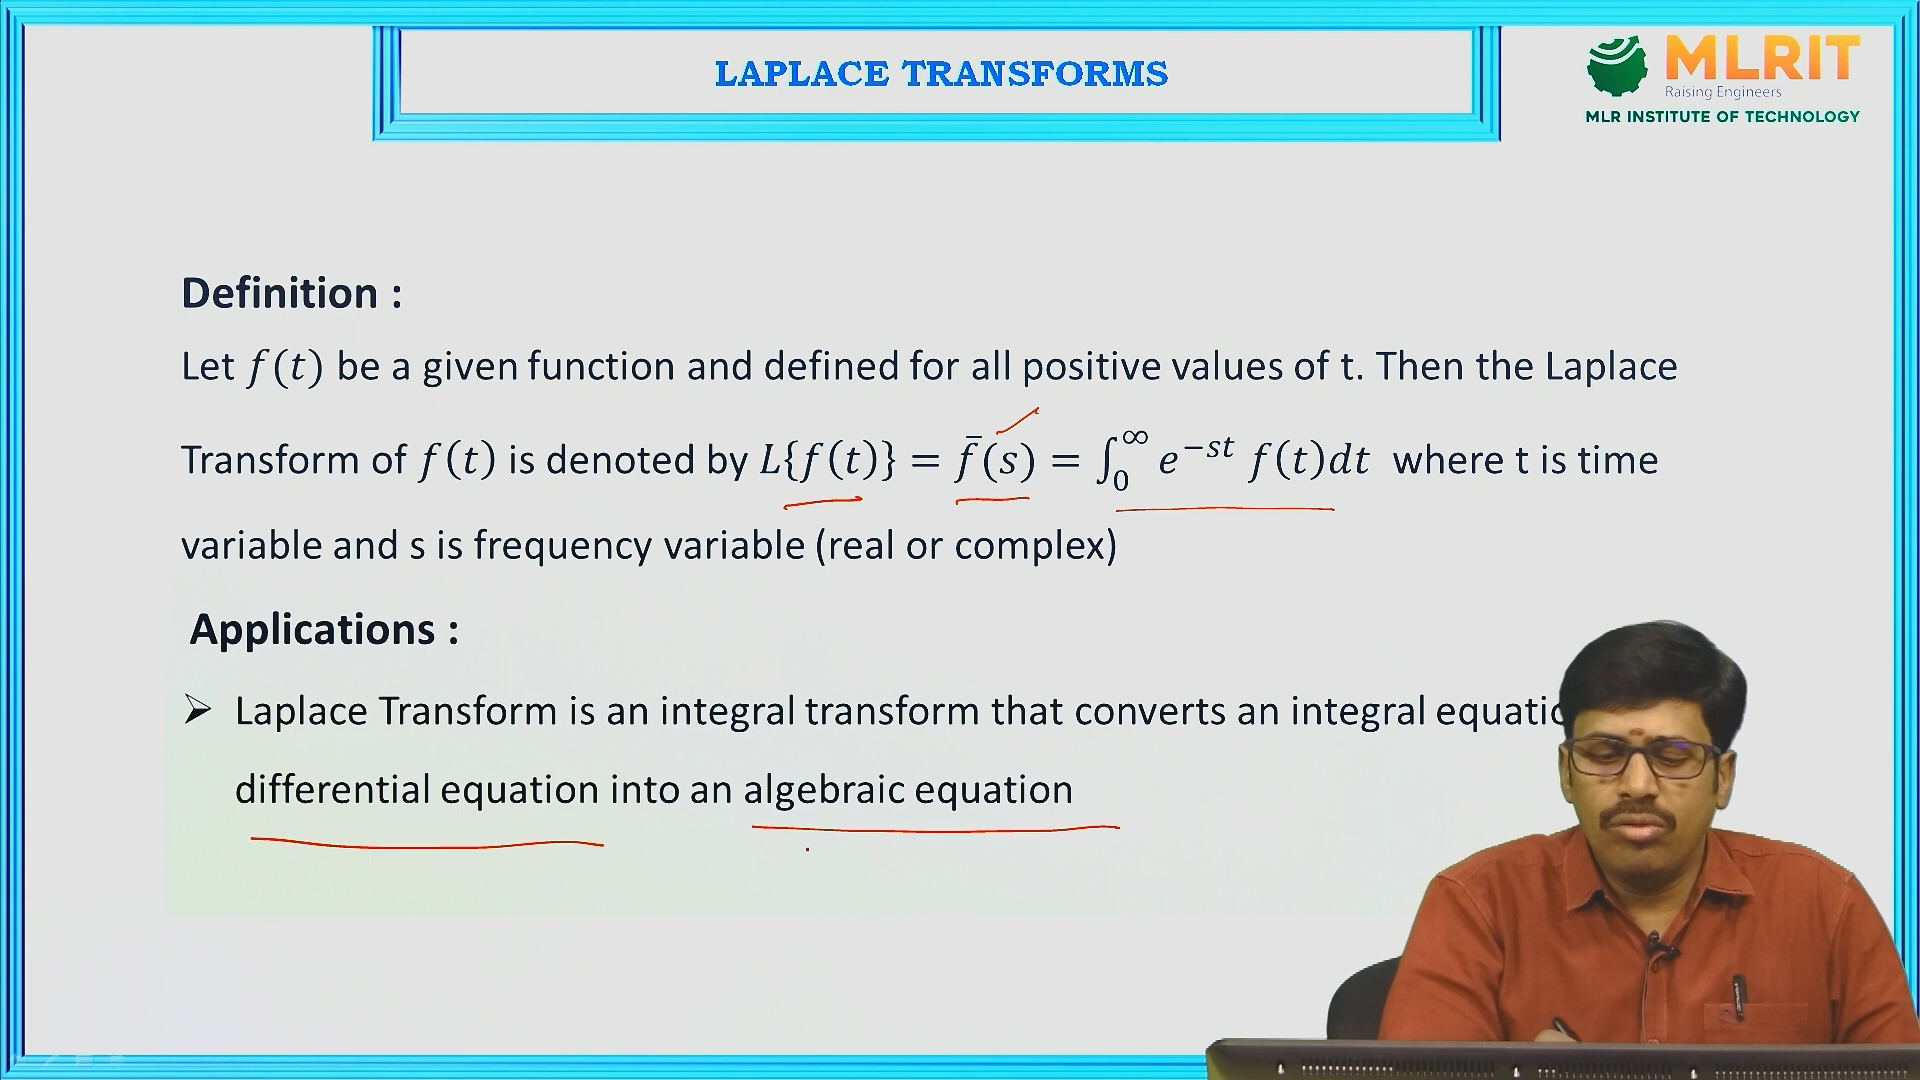 LAPLACE TRANSFORMS
MLRIT
Raising Engineers
MLR INSTITUTE OF TECHNOLOGY
Definition :
Let f(t) be a given function and defined for all positive values of t. Then the Laplace
Transform of f(t) is denoted by L{f(t)} = f̄(s) = ∫₀^∞ e^{−st} f(t)dt where t is time
variable and s is frequency variable (real or complex)
Applications :
➢ Laplace Transform is an integral transform that converts an integral
differential equation into an algebraic equation